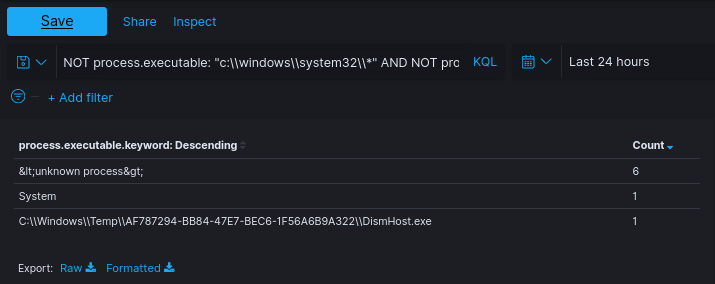 Save Share Inspect
NOT process.executable: "c:\\windows\\system32\\*" AND NOT pro KQL Last 24 hours
+ Add filter
process.executable.keyword: Descending Count
&lt;unknown process&gt; 6
System 1
C:\\Windows\\Temp\\AF787294-BB84-47E7-BEC6-1F56A6B9A322\\DismHost.exe 1
Export: Raw Formatted